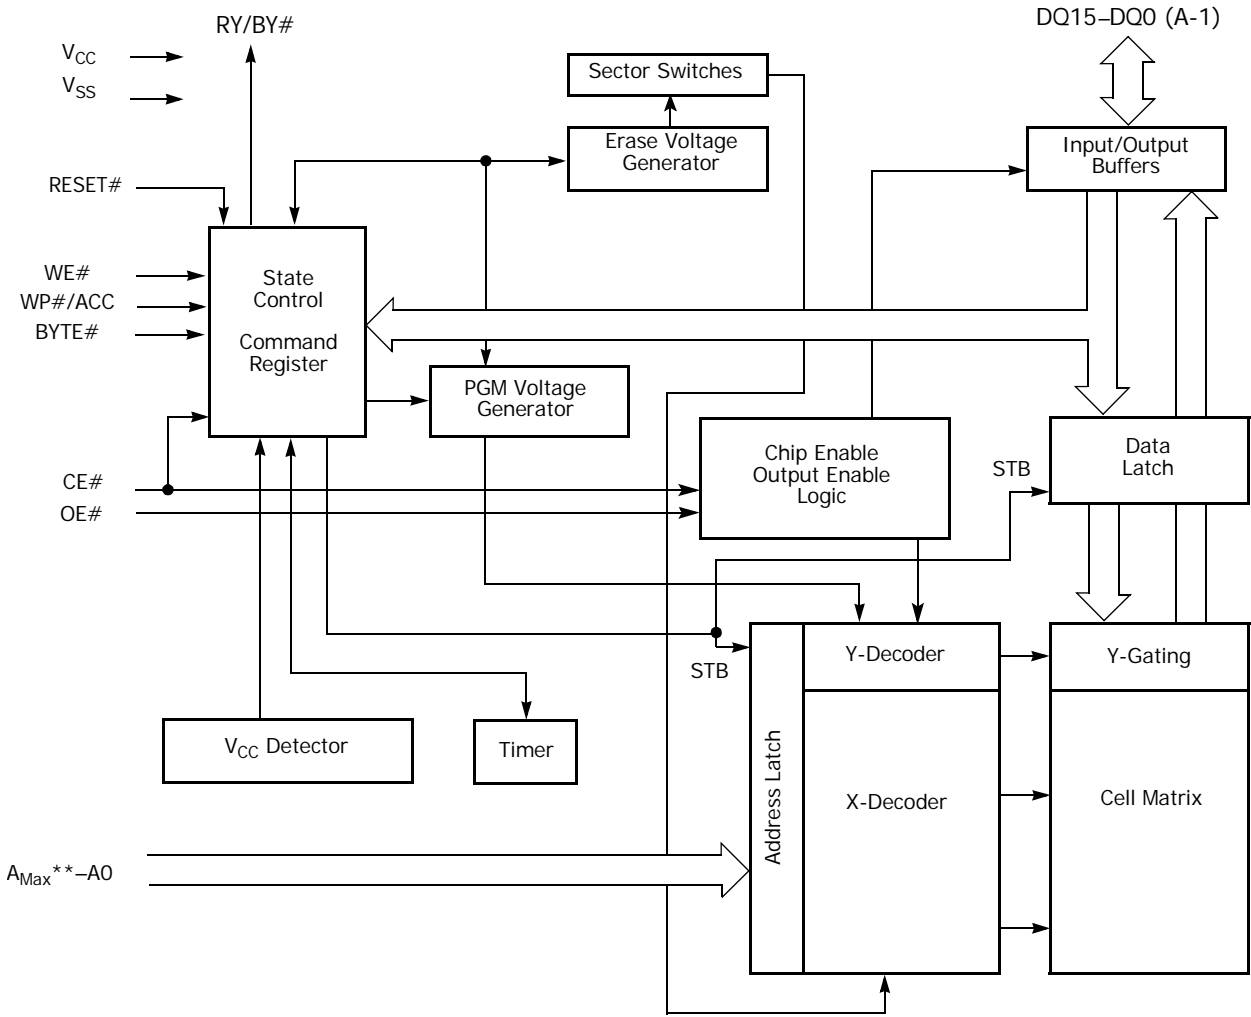 RY/BY#
DQ15–DQ0 (A-1)
VCC
VSS
Sector Switches
Erase Voltage
Generator
Input/Output
Buffers
RESET#
WE#
WP#/ACC
BYTE#
State
Control
Command
Register
PGM Voltage
Generator
Chip Enable
Output Enable
Logic
STB
Data
Latch
CE#
OE#
STB
Y-Decoder
Y-Gating
VCC Detector
Timer
Address Latch
X-Decoder
Cell Matrix
AMax**–A0